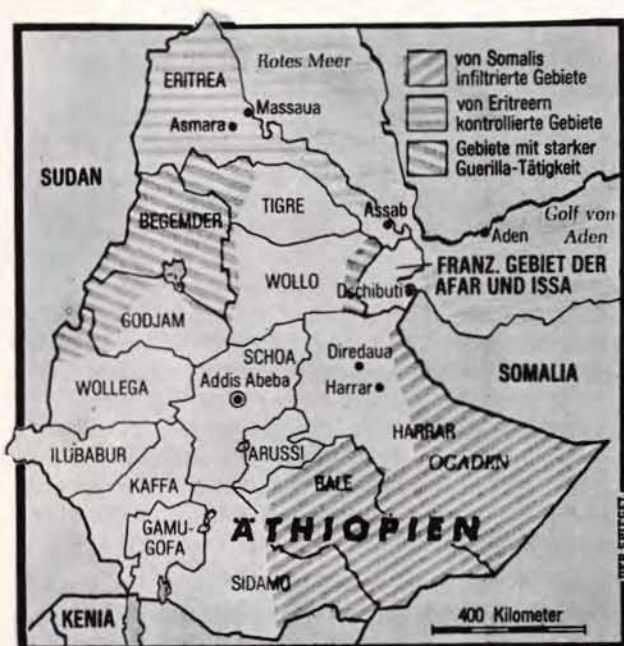 von Somalis
infiltrierte Gebiete
von Eritreern
kontrollierte Gebiete
Gebiete mit starker
Guerilla-Tätigkeit
Rotes Meer
ERITREA
Massaua
Asmara
SUDAN
TIGRE
BEGEMDER
Assab
Golf von
Aden
Aden
FRANZ. GEBIET DER
AFAR UND ISSA
WOLLO
Dschibuti
GODJAM
SCHOA
Diredaua
Addis Abeba
Harrar
SOMALIA
WOLLEGA
HARRAR
OGADEN
ILUBABUR
ARUSSI
KAFFA
BALE
GAMU-
GOFA
ÄTHIOPIEN
SIDAMO
KENIA
400 Kilometer
DER SPIEGEL